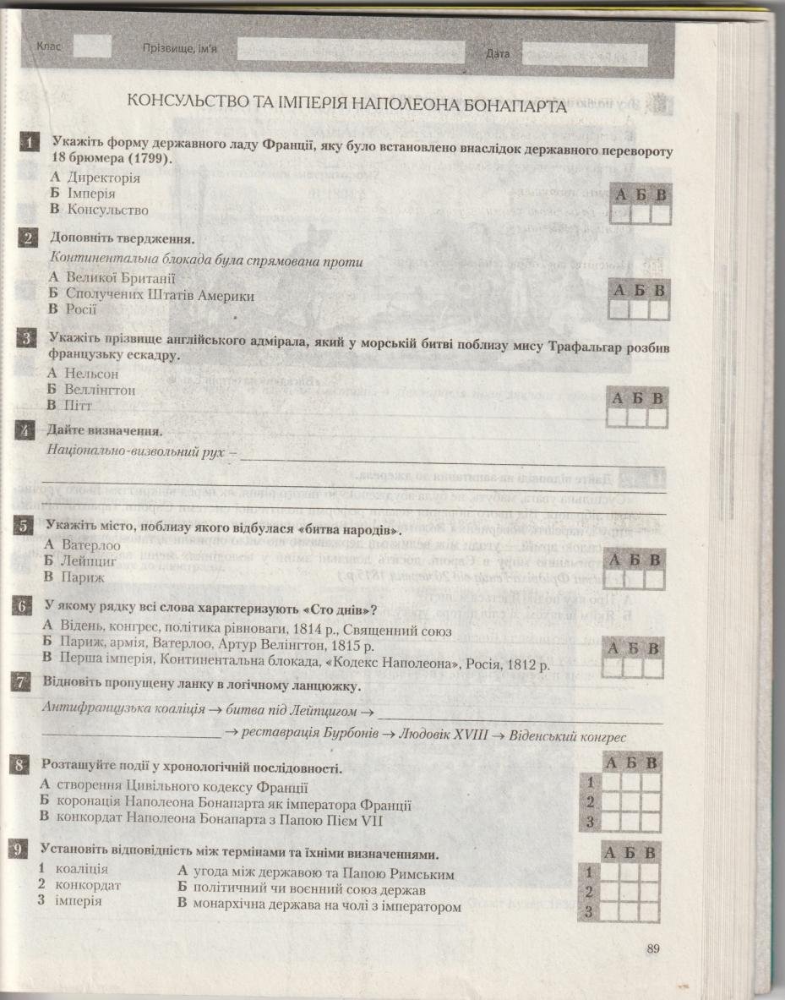 Клас Прізвище, ім'я Дата
КОНСУЛЬСТВО ТА ІМПЕРІЯ НАПОЛЕОНА БОНАПАРТА
1 Укажіть форму державного ладу Франції, яку було встановлено внаслідок державного перевороту
18 брюмера (1799).
А Директорія
Б Імперія
В Консульство
А Б В
2 Доповніть твердження.
Континентальна блокада була спрямована проти
А Великої Британії
Б Сполучених Штатів Америки
В Росії
А Б В
3 Укажіть прізвище англійського адмірала, який у морській битві поблизу мису Трафальгар розбив
французьку ескадру.
А Нельсон
Б Веллінгтон
В Пітт
А Б В
4 Дайте визначення.
Національно-визвольний рух –
5 Укажіть місто, поблизу якого відбулася «битва народів».
А Ватерлоо
Б Лейпциг
В Париж
А Б В
6 У якому рядку всі слова характеризують «Сто днів»?
А Відень, конгрес, політика рівноваги, 1814 р., Священний союз
Б Париж, армія, Ватерлоо, Артур Велінгтон, 1815 р.
В Перша імперія, Континентальна блокада, «Кодекс Наполеона», Росія, 1812 р.
А Б В
7 Відновіть пропущену ланку в логічному ланцюжку.
Антифранцузька коаліція → битва під Лейпцигом →
→ реставрація Бурбонів → Людовік XVIII → Віденський конгрес
8 Розташуйте події у хронологічній послідовності.
А створення Цивільного кодексу Франції
Б коронація Наполеона Бонапарта як імператора Франції
В конкордат Наполеона Бонапарта з Папою Пієм VII
А Б В
1
2
3
9 Установіть відповідність між термінами та їхніми визначеннями.
1 коаліція А угода між державою та Папою Римським
2 конкордат Б політичний чи воєнний союз держав
3 імперія В монархічна держава на чолі з імператором
А Б В
1
2
3
89